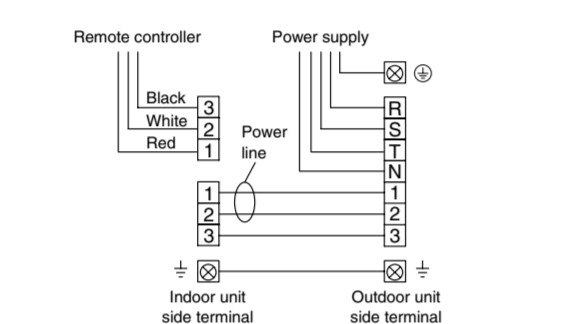 Remote controller
Power supply
Black
White
Red
3
2
1
Power
line
R
S
T
N
1
2
3
1
2
3
Indoor unit
side terminal
Outdoor unit
side terminal